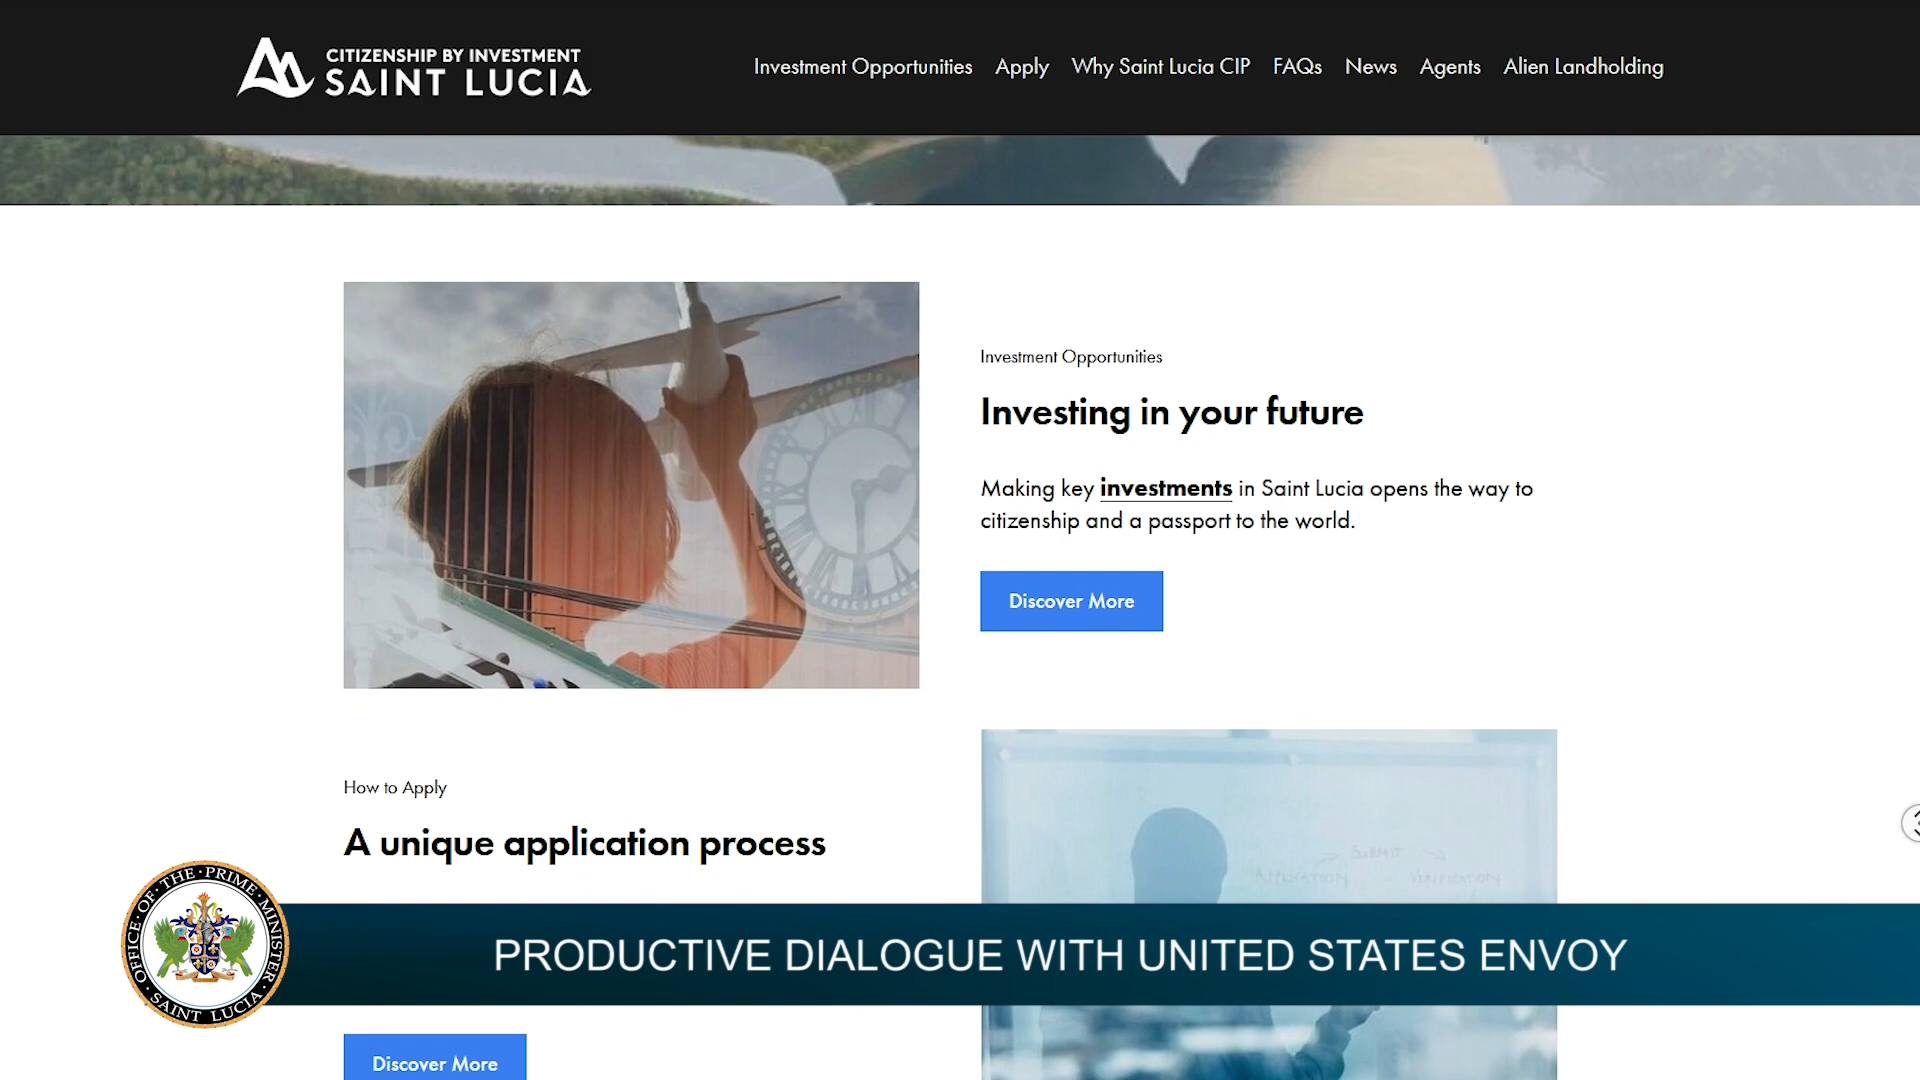 CITIZENSHIP BY INVESTMENT
SAINT LUCIA
Investment Opportunities
Apply
Why Saint Lucia CIP
FAQs
News
Agents
Alien Landholding
Investment Opportunities
Investing in your future
Making key investments in Saint Lucia opens the way to
citizenship and a passport to the world.
Discover More
How to Apply
A unique application process
SUBMIT
APPLICATION
VERIFICATION
OFFICE · OF · THE · PRIME · MINISTER ·
SAINT LUCIA
PRODUCTIVE DIALOGUE WITH UNITED STATES ENVOY
Discover More